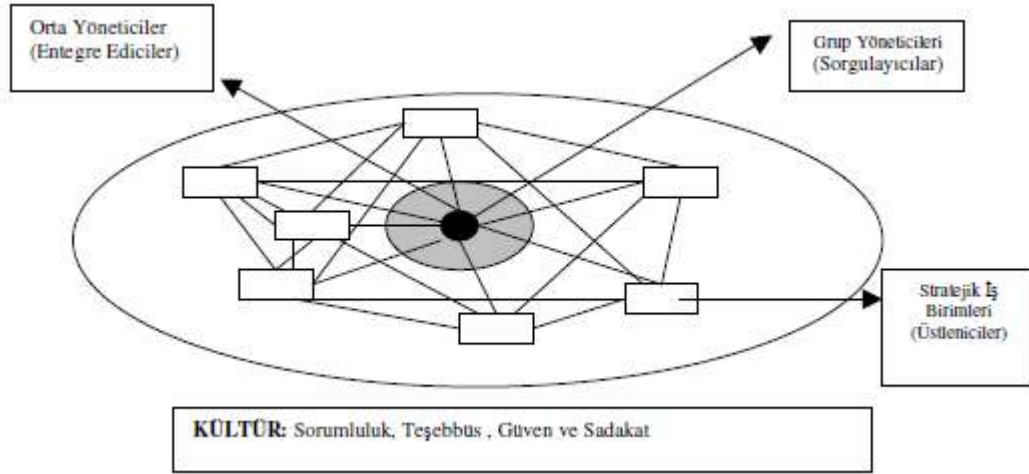 Orta Yöneticiler
(Entegre Ediciler)
Grup Yöneticileri
(Sorgulayıcılar)
Stratejik İş
Birimleri
(Üstleniciler)
KÜLTÜR: Sorumluluk, Teşebbüs , Güven ve Sadakat